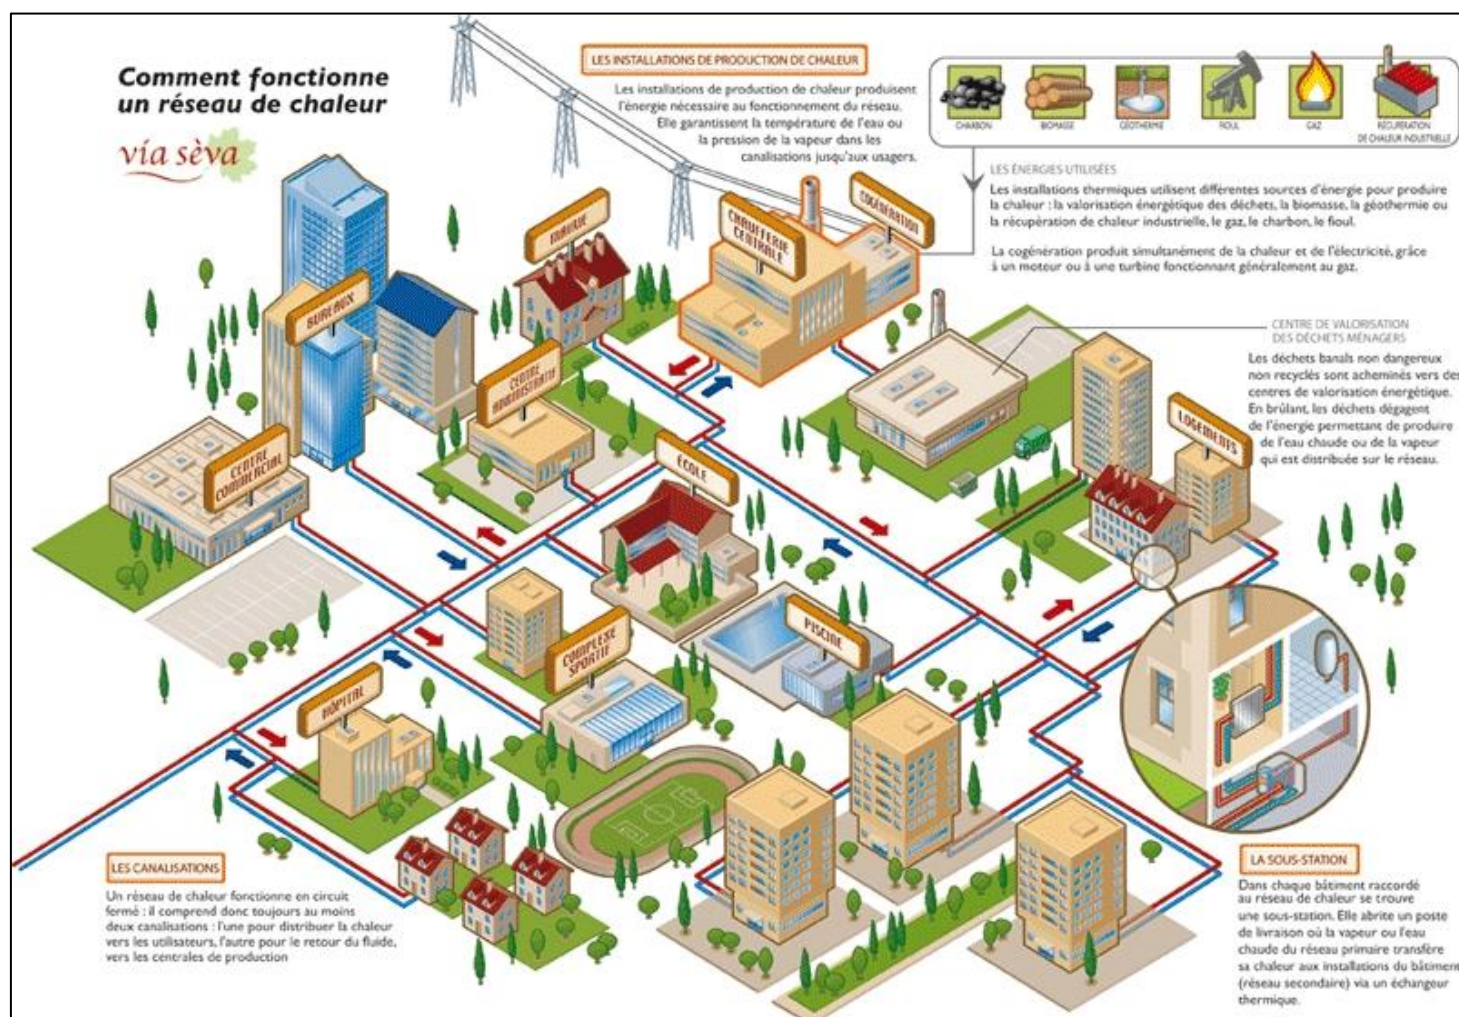 Comment fonctionne
un réseau de chaleur
vía sèva
LES INSTALLATIONS DE PRODUCTION DE CHALEUR
Les installations de production de chaleur produisent
l'énergie nécessaire au fonctionnement du réseau.
Elle garantissent la température de l'eau ou
la pression de la vapeur dans les
canalisations jusqu'aux usagers.
CHARBON
BIOMASSE
GÉOTHERMIE
FIOUL
GAZ
RÉCUPÉRATION
DE CHALEUR INDUSTRIELLE
LES ÉNERGIES UTILISÉES
Les installations thermiques utilisent différentes sources d'énergie pour produire
la chaleur : la valorisation énergétique des déchets, la biomasse, la géothermie ou
la récupération de chaleur industrielle, le gaz, le charbon, le fioul.
La cogénération produit simultanément de la chaleur et de l'électricité, grâce
à un moteur ou à une turbine fonctionnant généralement au gaz.
MAIRIE
CHAUFFERIE
CENTRALE
COGÉNÉRATION
BUREAUX
CENTRE
ADMINISTRATIF
CENTRE DE VALORISATION
DES DÉCHETS MÉNAGERS
Les déchets banals non dangereux
non recyclés sont acheminés vers des
centres de valorisation énergétique.
En brûlant, les déchets dégagent
de l'énergie permettant de produire
de l'eau chaude ou de la vapeur
qui est distribuée sur le réseau.
LOGEMENTS
CENTRE
COMMERCIAL
ÉCOLE
PISCINE
COMPLEXE
SPORTIF
HÔPITAL
LES CANALISATIONS
Un réseau de chaleur fonctionne en circuit
fermé : il comprend donc toujours au moins
deux canalisations : l'une pour distribuer la chaleur
vers les utilisateurs, l'autre pour le retour du fluide,
vers les centrales de production
LA SOUS-STATION
Dans chaque bâtiment raccordé
au réseau de chaleur se trouve
une sous-station. Elle abrite un poste
de livraison où la vapeur ou l'eau
chaude du réseau primaire transfère
sa chaleur aux installations du bâtiment
(réseau secondaire) via un échangeur
thermique.